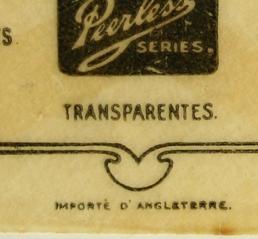 Peerless
SERIES.
S.
TRANSPARENTES.
IMPORTÉ D'ANGLETERRE.